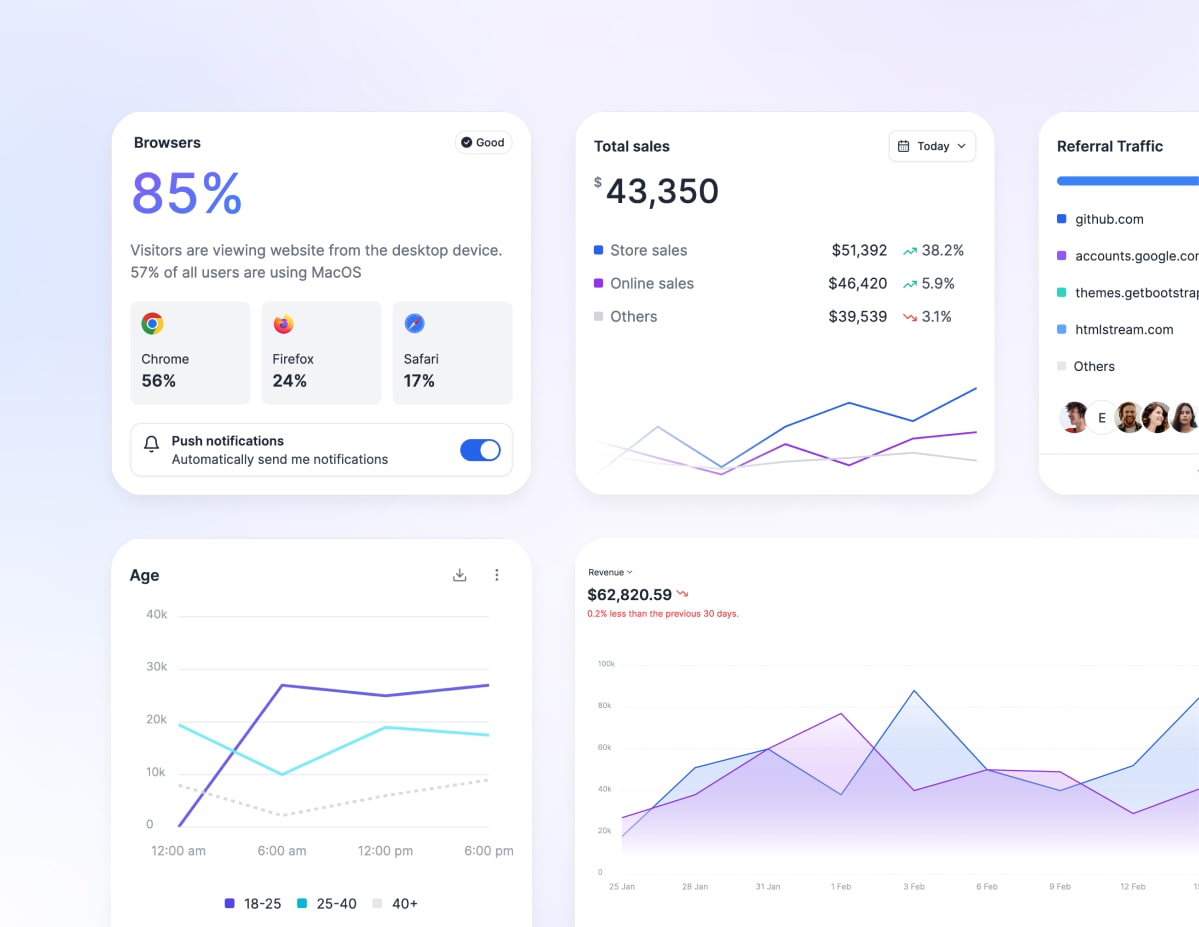 Browsers
Good
85%
Visitors are viewing website from the desktop device.
57% of all users are using MacOS
Chrome
56%
Firefox
24%
Safari
17%
Push notifications
Automatically send me notifications
Total sales
Today
$ 43,350
Store sales $51,392 38.2%
Online sales $46,420 5.9%
Others $39,539 3.1%
Referral Traffic
github.com
accounts.google.com
themes.getbootstrap
htmlstream.com
Others
E
Age
40k
30k
20k
10k
0
12:00 am 6:00 am 12:00 pm 6:00 pm
18-25 25-40 40+
Revenue
$62,820.59
0.2% less than the previous 30 days.
100k
80k
60k
40k
20k
0
25 Jan 28 Jan 31 Jan 1 Feb 3 Feb 6 Feb 9 Feb 12 Feb